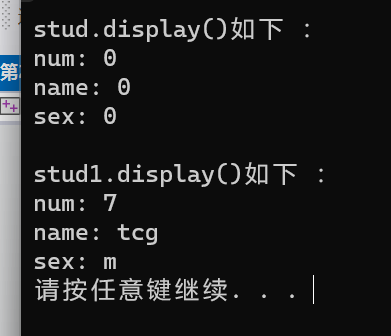 stud.display()如下 :
num: 0
name: 0
sex: 0
stud1.display()如下 :
num: 7
name: tcg
sex: m
请按任意键继续. . .
第